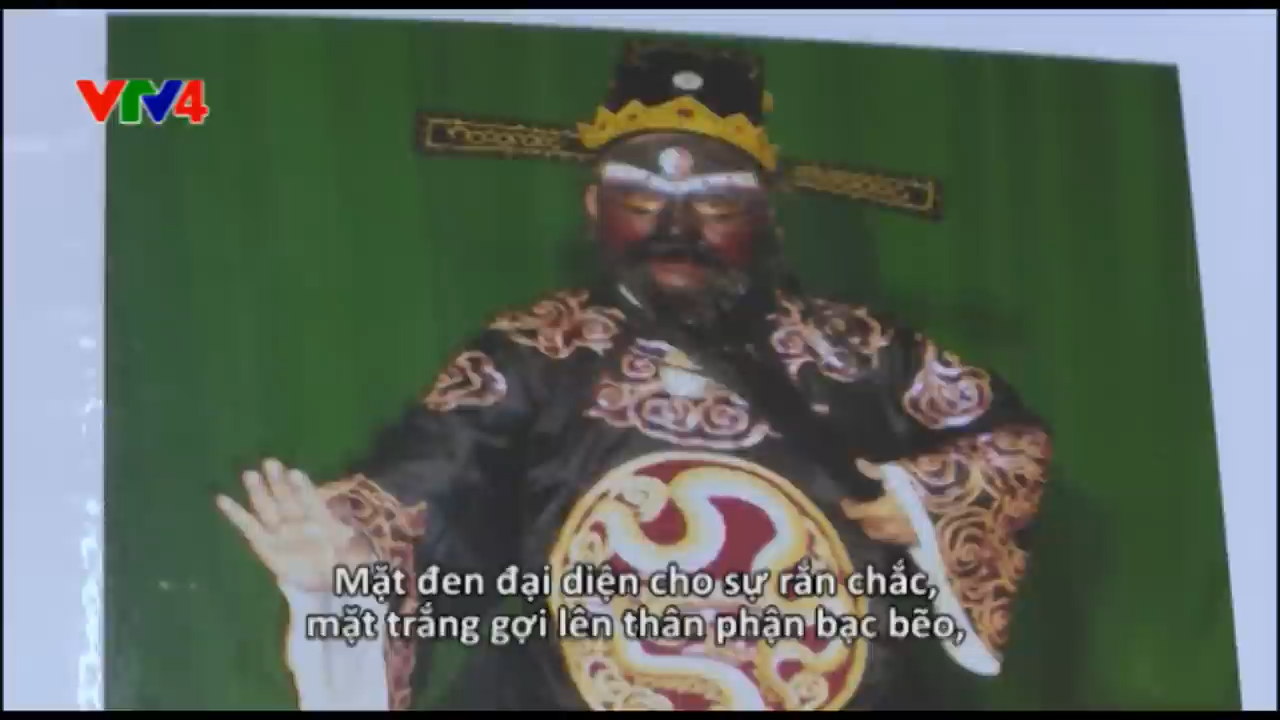 VTV4
Mặt đen đại diện cho sự rắn chắc,
mặt trắng gợi lên thân phận bạc bẽo,